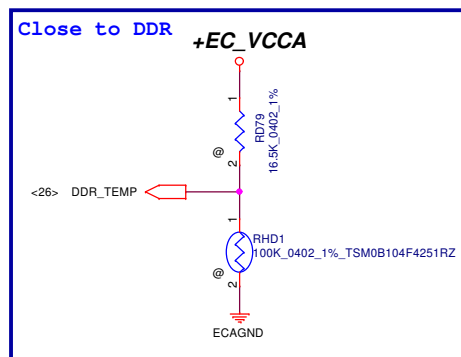 Close to DDR
+EC_VCCA
1
RD79
16.5K_0402_1%
@
2
<26> DDR_TEMP
1
RHD1
100K_0402_1%_TSM0B104F4251RZ
@
2
ECAGND